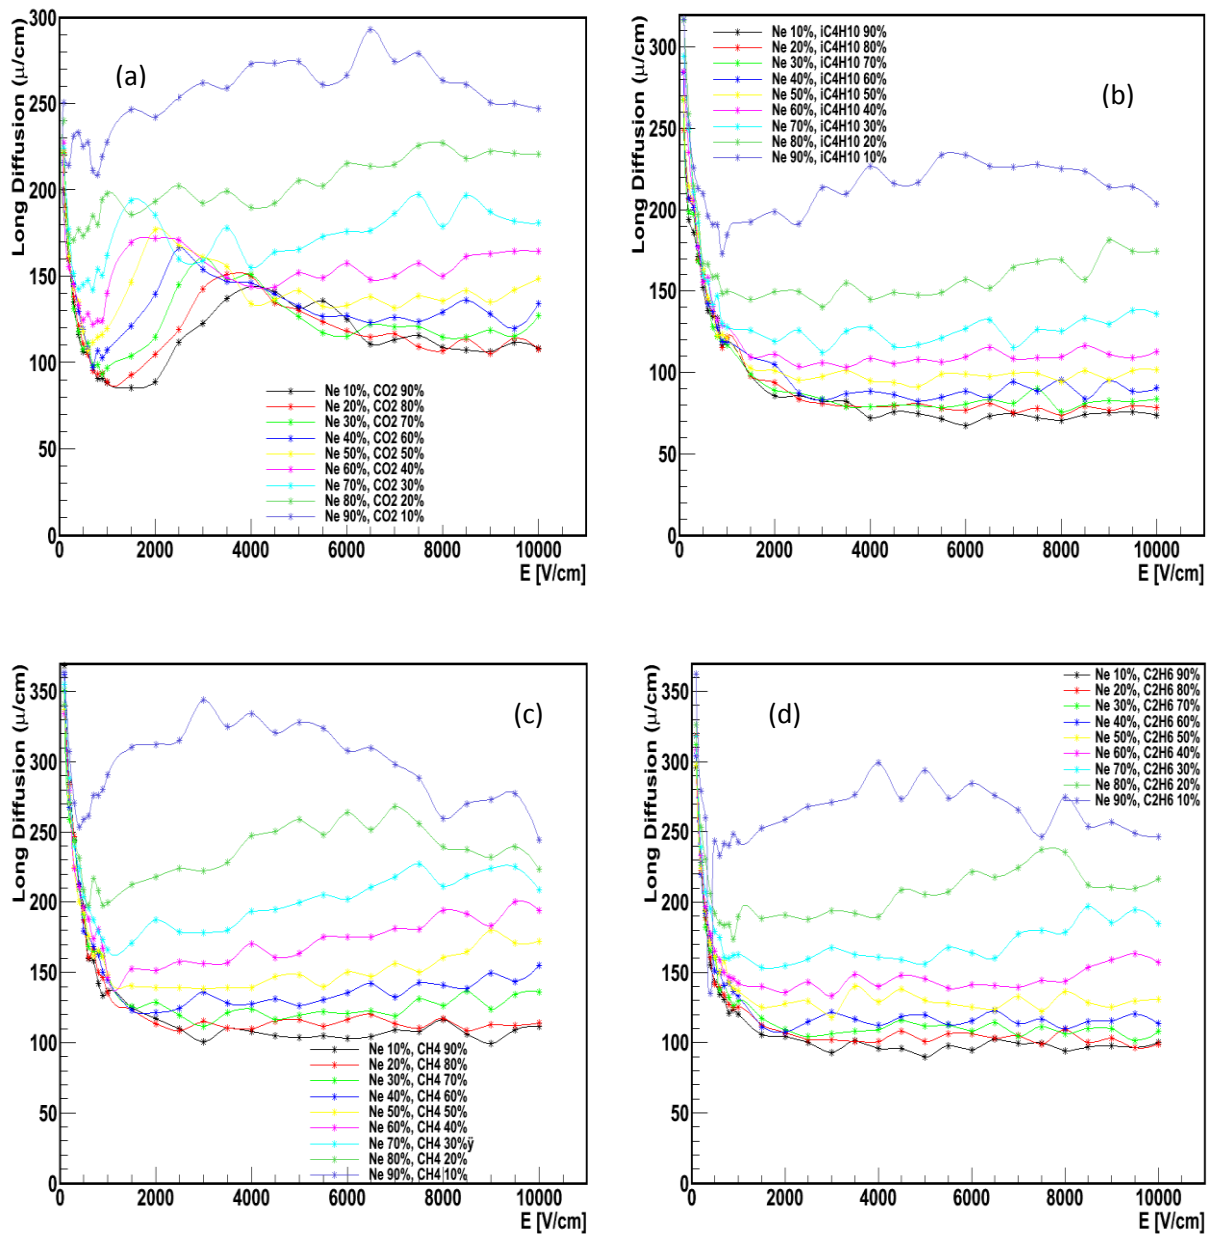 (a)
Long Diffusion (μ/cm)
300
250
200
150
100
50
0
Ne 10%, CO2 90%
Ne 20%, CO2 80%
Ne 30%, CO2 70%
Ne 40%, CO2 60%
Ne 50%, CO2 50%
Ne 60%, CO2 40%
Ne 70%, CO2 30%
Ne 80%, CO2 20%
Ne 90%, CO2 10%
0 2000 4000 6000 8000 10000
E [V/cm]
(b)
Long Diffusion (μ/cm)
300
250
200
150
100
50
0
Ne 10%, iC4H10 90%
Ne 20%, iC4H10 80%
Ne 30%, iC4H10 70%
Ne 40%, iC4H10 60%
Ne 50%, iC4H10 50%
Ne 60%, iC4H10 40%
Ne 70%, iC4H10 30%
Ne 80%, iC4H10 20%
Ne 90%, iC4H10 10%
0 2000 4000 6000 8000 10000
E [V/cm]
(c)
Long Diffusion (μ/cm)
350
300
250
200
150
100
50
0
Ne 10%, CH4 90%
Ne 20%, CH4 80%
Ne 30%, CH4 70%
Ne 40%, CH4 60%
Ne 50%, CH4 50%
Ne 60%, CH4 40%
Ne 70%, CH4 30%ÿ
Ne 80%, CH4 20%
Ne 90%, CH4 10%
0 2000 4000 6000 8000 10000
E [V/cm]
(d)
Long Diffusion (μ/cm)
350
300
250
200
150
100
50
0
Ne 10%, C2H6 90%
Ne 20%, C2H6 80%
Ne 30%, C2H6 70%
Ne 40%, C2H6 60%
Ne 50%, C2H6 50%
Ne 60%, C2H6 40%
Ne 70%, C2H6 30%
Ne 80%, C2H6 20%
Ne 90%, C2H6 10%
0 2000 4000 6000 8000 10000
E [V/cm]